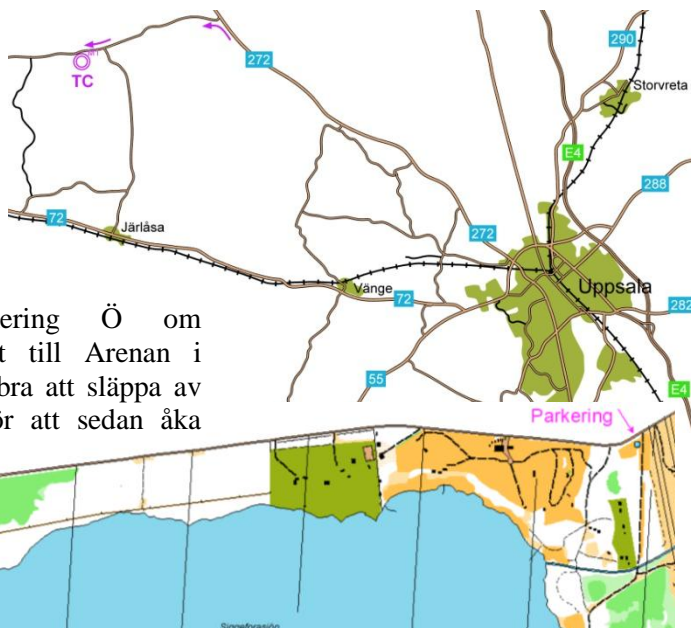 290
272
Storvreta
TC
E4
288
72
Järlåsa
272
Uppsala
Vänge
72
282
ering Ö om
t till Arenan i
bra att släppa av
ör att sedan åka
55
E4
Parkering
Siggeforasjön